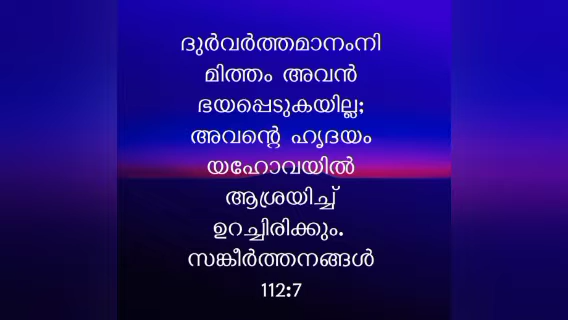 ദുർവർത്തമാനംനി
മിത്തം അവൻ
ഭയപ്പെടുകയില്ല;
അവന്റെ ഹൃദയം
യഹോവയിൽ
ആശ്രയിച്ച്
ഉറച്ചിരിക്കും.
സങ്കീർത്തനങ്ങൾ
112:7